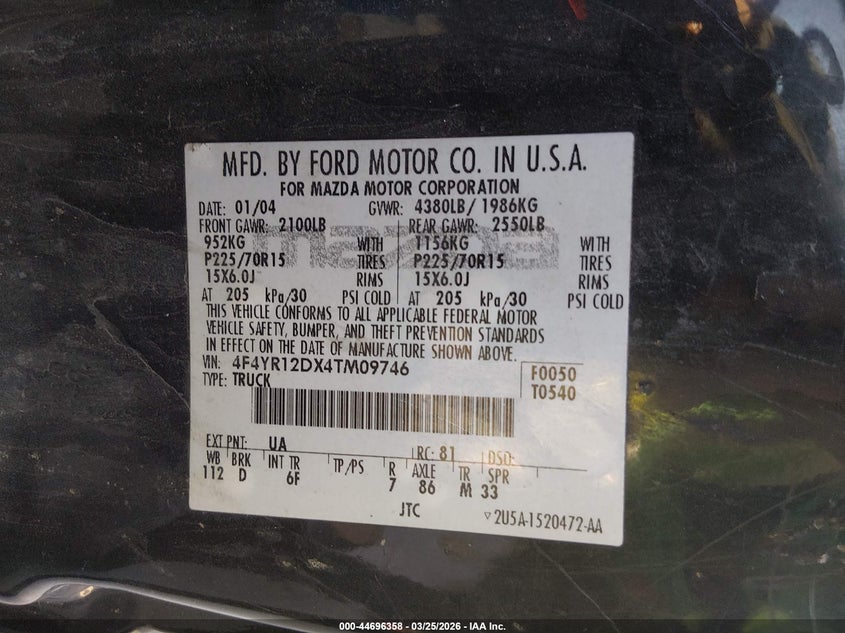 MFD. BY FORD MOTOR CO. IN U.S.A.
FOR MAZDA MOTOR CORPORATION
DATE: 01/04 GVWR: 4380LB/ 1986KG
FRONT GAWR: 2100LB REAR GAWR: 2550LB
mazda
952KG WITH 1156KG WITH
P225/70R15 TIRES P225/70R15 TIRES
15X6.0J RIMS 15X6.0J RIMS
AT 205 kPa/30 PSI COLD AT 205 kPa/30 PSI COLD
THIS VEHICLE CONFORMS TO ALL APPLICABLE FEDERAL MOTOR
VEHICLE SAFETY, BUMPER, AND THEFT PREVENTION STANDARDS
IN EFFECT ON THE DATE OF MANUFACTURE SHOWN ABOVE.
VIN: 4F4YR12DX4TM09746 F0050
TYPE: TRUCK T0540
EXT PNT: UA RC: 81 DSO:
WB BRK INT TR TP/PS R AXLE TR SPR
112 D 6F 7 86 M 33
JTC ▽2U5A-1520472-AA
000-44696358 - 03/25/2026 - IAA Inc.